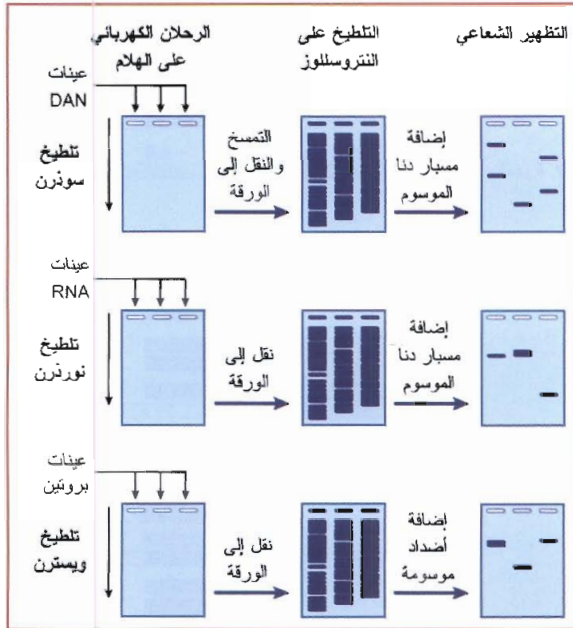 الرحلان الكهربائي
على الهلام
التلطيخ على
النتروسللوز
التظهير الشعاعي
عينات
DAN
تلطيخ
سوذرن
التمسخ
والنقل إلى
الورقة
إضافة
مسبار دنا
الموسوم
عينات
RNA
تلطيخ
نورذرن
نقل إلى
الورقة
إضافة
مسبار دنا
الموسوم
عينات
بروتين
تلطيخ
ويسترن
نقل إلى
الورقة
إضافة
أضداد
موسومة